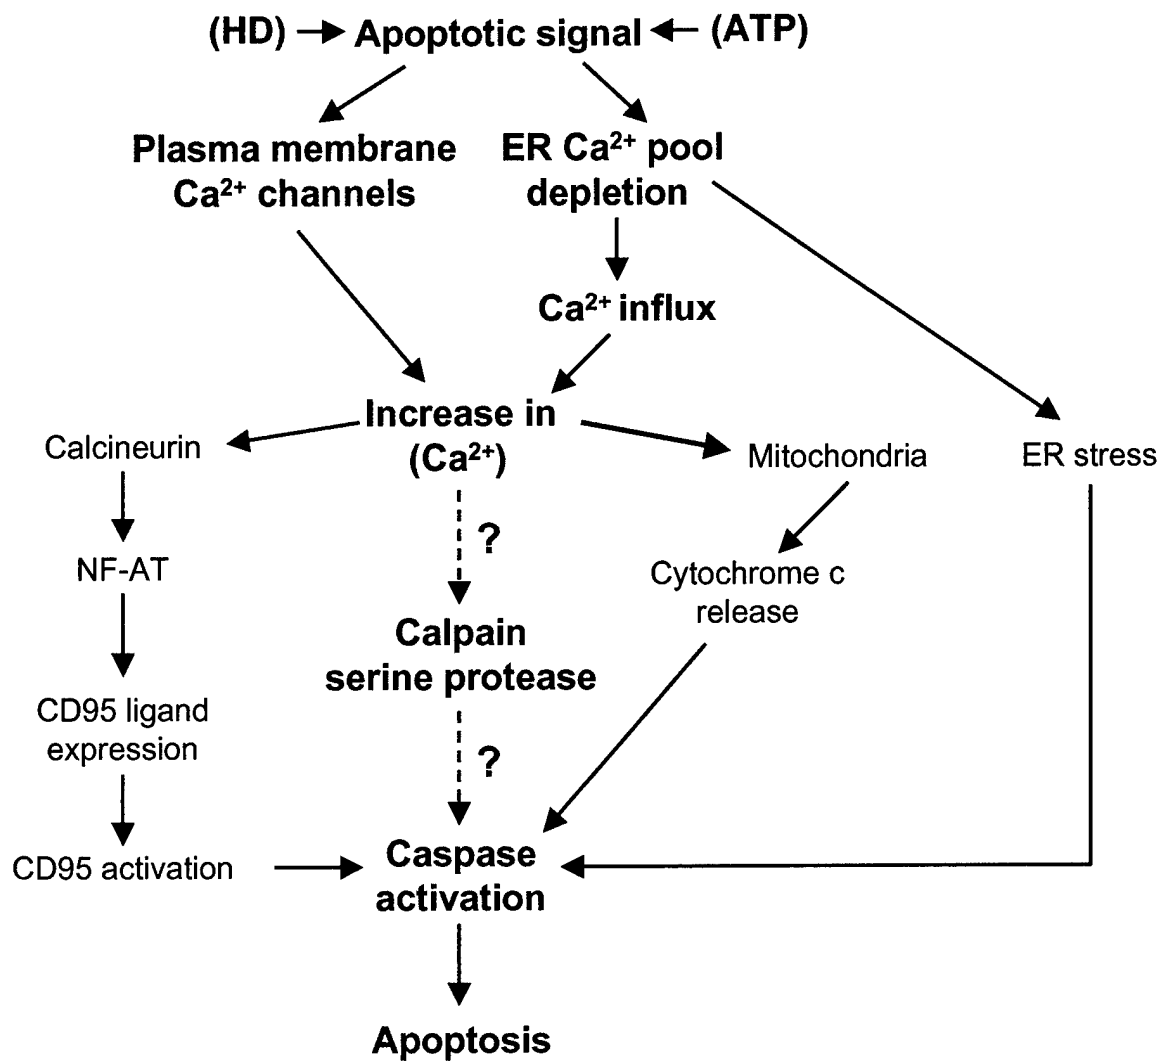 (HD) → Apoptotic signal ← (ATP)
Plasma membrane
Ca²⁺ channels
ER Ca²⁺ pool
depletion
Ca²⁺ influx
Increase in
(Ca²⁺)
Calcineurin
Mitochondria
ER stress
?
NF-AT
Cytochrome c
release
Calpain
serine protease
CD95 ligand
expression
?
CD95 activation
Caspase
activation
Apoptosis